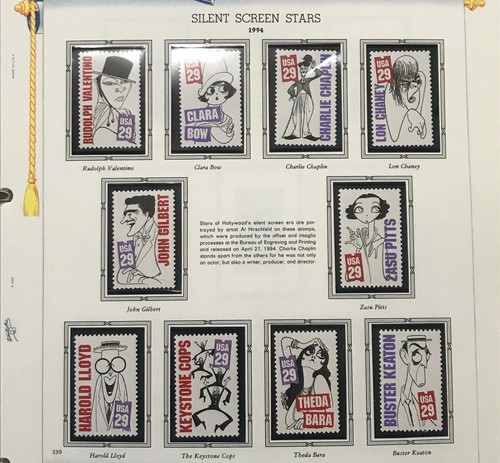 SILENT SCREEN STARS
1994
RUDOLPH VALENTINO
USA
29
USA
29
CLARA
BOW
USA
29
CHARLIE CHAPLIN
USA
29
LON CHANEY
Rudolph Valentino
Clara Bow
Charlie Chaplin
Lon Chaney
JOHN GILBERT
USA
29
Stars of Hollywood's silent screen era are por-
trayed by artist Al Hirschfeld on these stamps,
which were produced by the offset and intaglio
processes at the Bureau of Engraving and Printing
and released on April 27, 1994. Charlie Chaplin
stands apart from the others for he was not only
an actor, but also a writer, producer, and director.
ZASU PITTS
USA
29
John Gilbert
Zasu Pitts
HAROLD LLOYD
USA
29
KEYSTONE COPS
USA
29
USA
29
THEDA
BARA
BUSTER KEATON
USA
29
339
Harold Lloyd
The Keystone Cops
Theda Bara
Buster Keaton